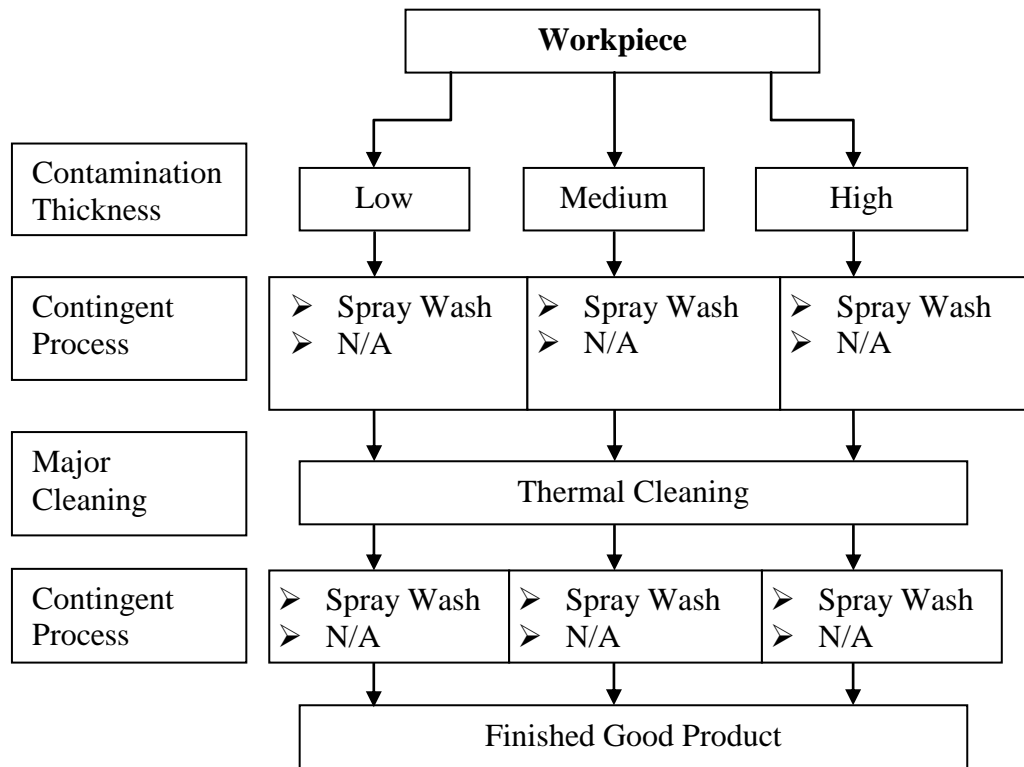 Workpiece
Contamination
Thickness
Low
Medium
High
Contingent
Process
➢ Spray Wash
➢ N/A
➢ Spray Wash
➢ N/A
➢ Spray Wash
➢ N/A
Major
Cleaning
Thermal Cleaning
Contingent
Process
➢ Spray Wash
➢ N/A
➢ Spray Wash
➢ N/A
➢ Spray Wash
➢ N/A
Finished Good Product